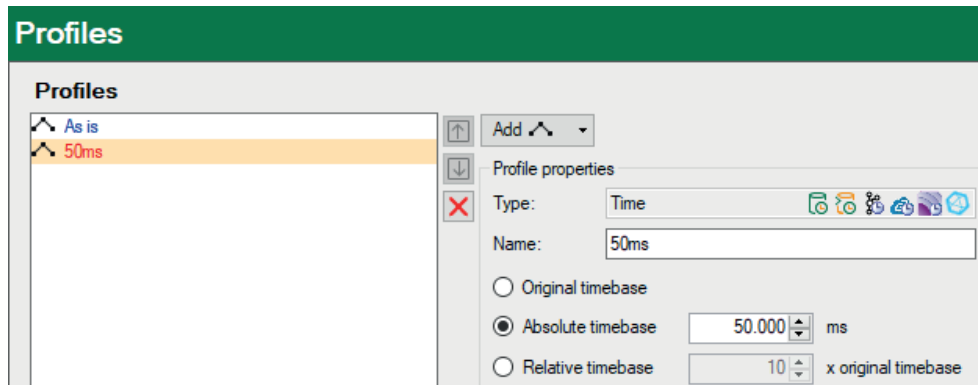 Profiles
Profiles
As is
50ms
Add
Profile properties
Type: Time
Name: 50ms
Original timebase
Absolute timebase 50.000 ms
Relative timebase 10 x original timebase